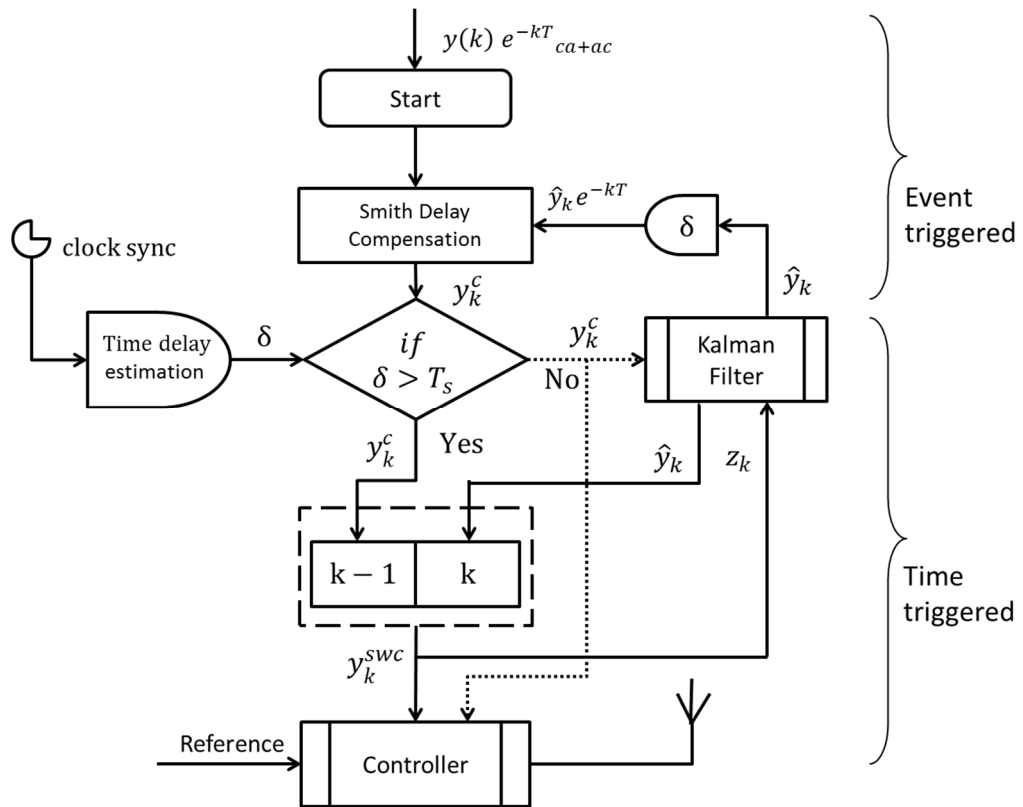 y(k) e^{-kT}_{ca+ac}
Start
Smith Delay
Compensation
ŷ_k e^{-kT}
δ
Event
triggered
clock sync
y_k^c
ŷ_k
Time delay
estimation
δ
if
δ > T_s
y_k^c
No
Kalman
Filter
y_k^c
Yes
ŷ_k
z_k
k − 1
k
Time
triggered
y_k^{swc}
Reference
Controller